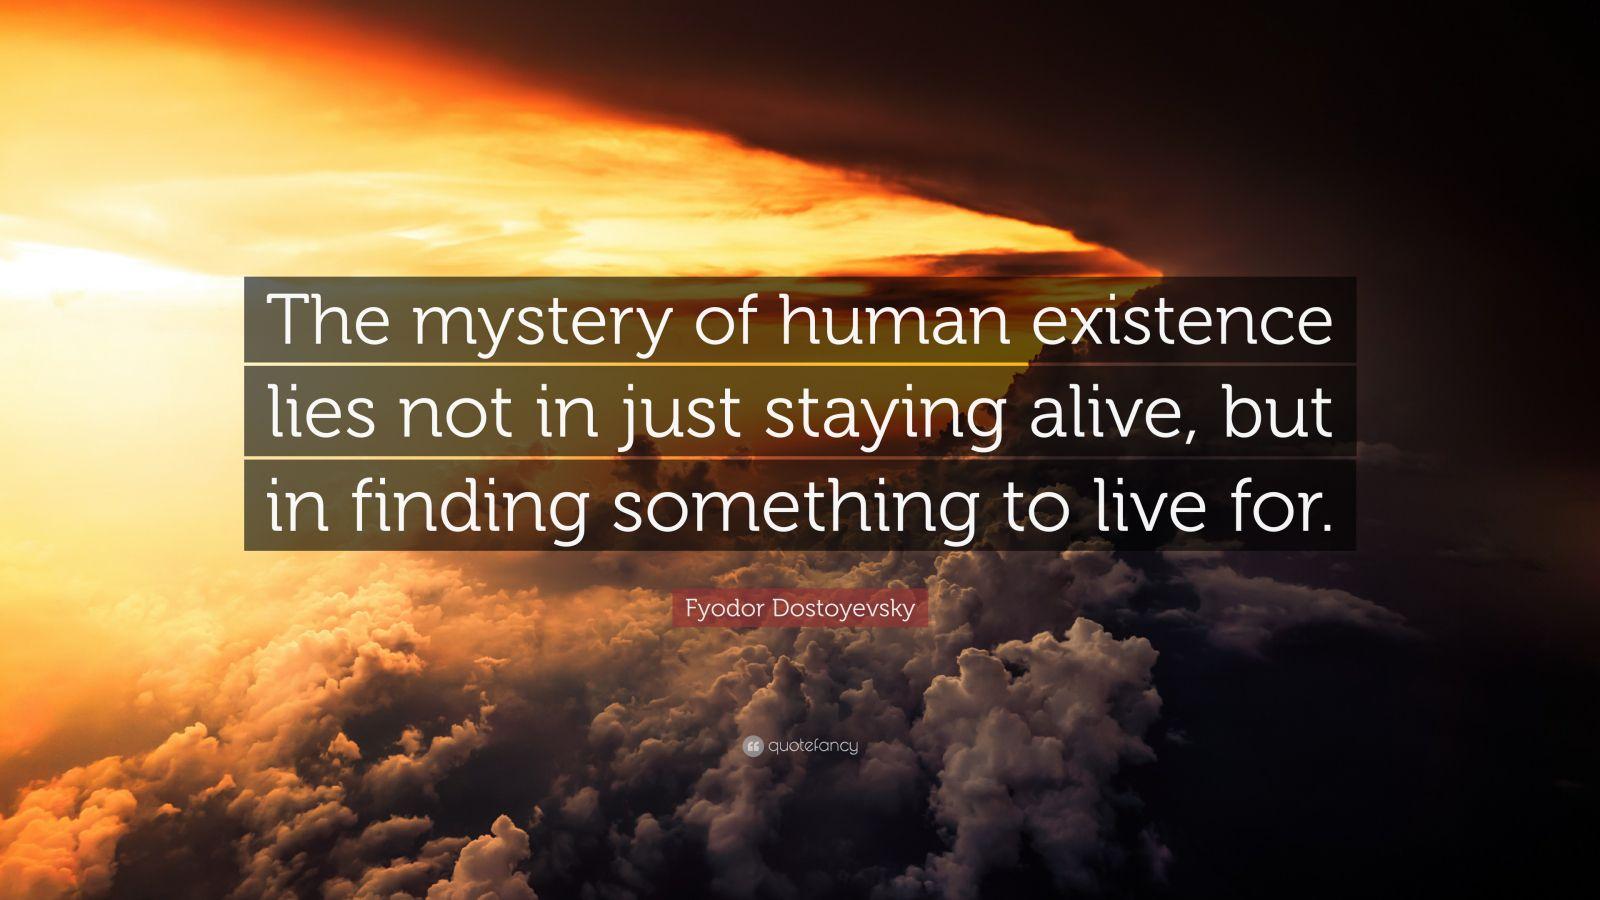 The mystery of human existence
lies not in just staying alive, but
in finding something to live for.
Fyodor Dostoyevsky
quotefancy